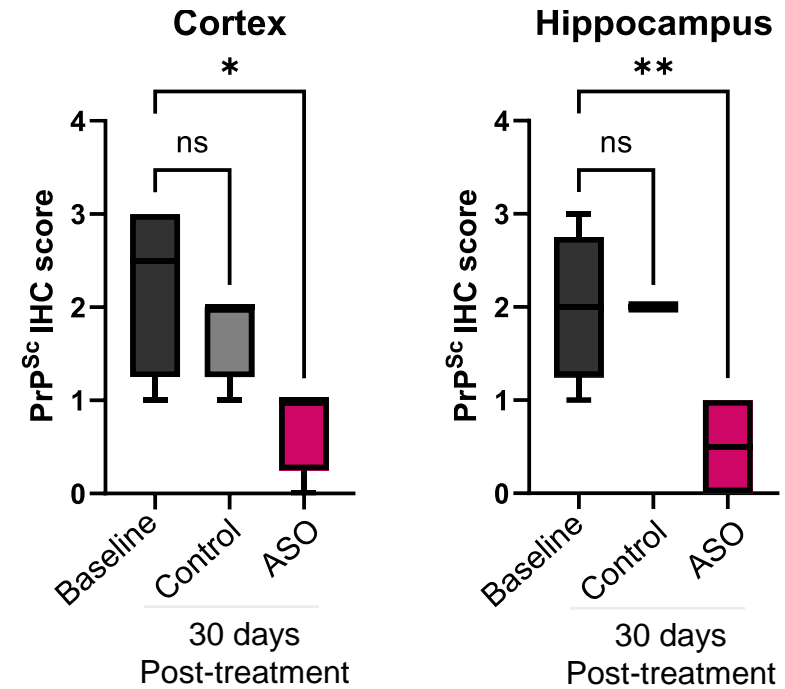 Cortex
*
ns
4
3
2
1
0
PrPSc IHC score
Baseline
Control
ASO
30 days
Post-treatment
Hippocampus
**
ns
4
3
2
1
0
PrPSc IHC score
Baseline
Control
ASO
30 days
Post-treatment